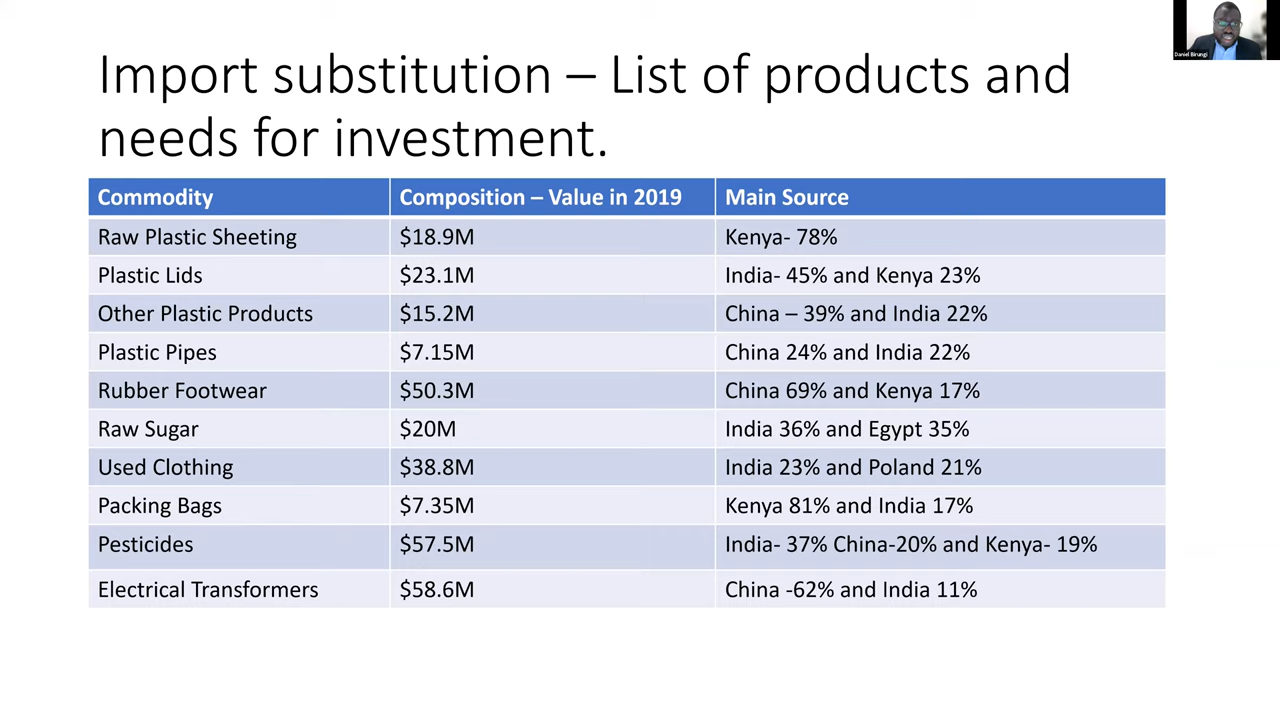 Daniel Birungi
Import substitution – List of products and
needs for investment.
Commodity Composition – Value in 2019 Main Source
Raw Plastic Sheeting $18.9M Kenya- 78%
Plastic Lids $23.1M India- 45% and Kenya 23%
Other Plastic Products $15.2M China – 39% and India 22%
Plastic Pipes $7.15M China 24% and India 22%
Rubber Footwear $50.3M China 69% and Kenya 17%
Raw Sugar $20M India 36% and Egypt 35%
Used Clothing $38.8M India 23% and Poland 21%
Packing Bags $7.35M Kenya 81% and India 17%
Pesticides $57.5M India- 37% China-20% and Kenya- 19%
Electrical Transformers $58.6M China -62% and India 11%